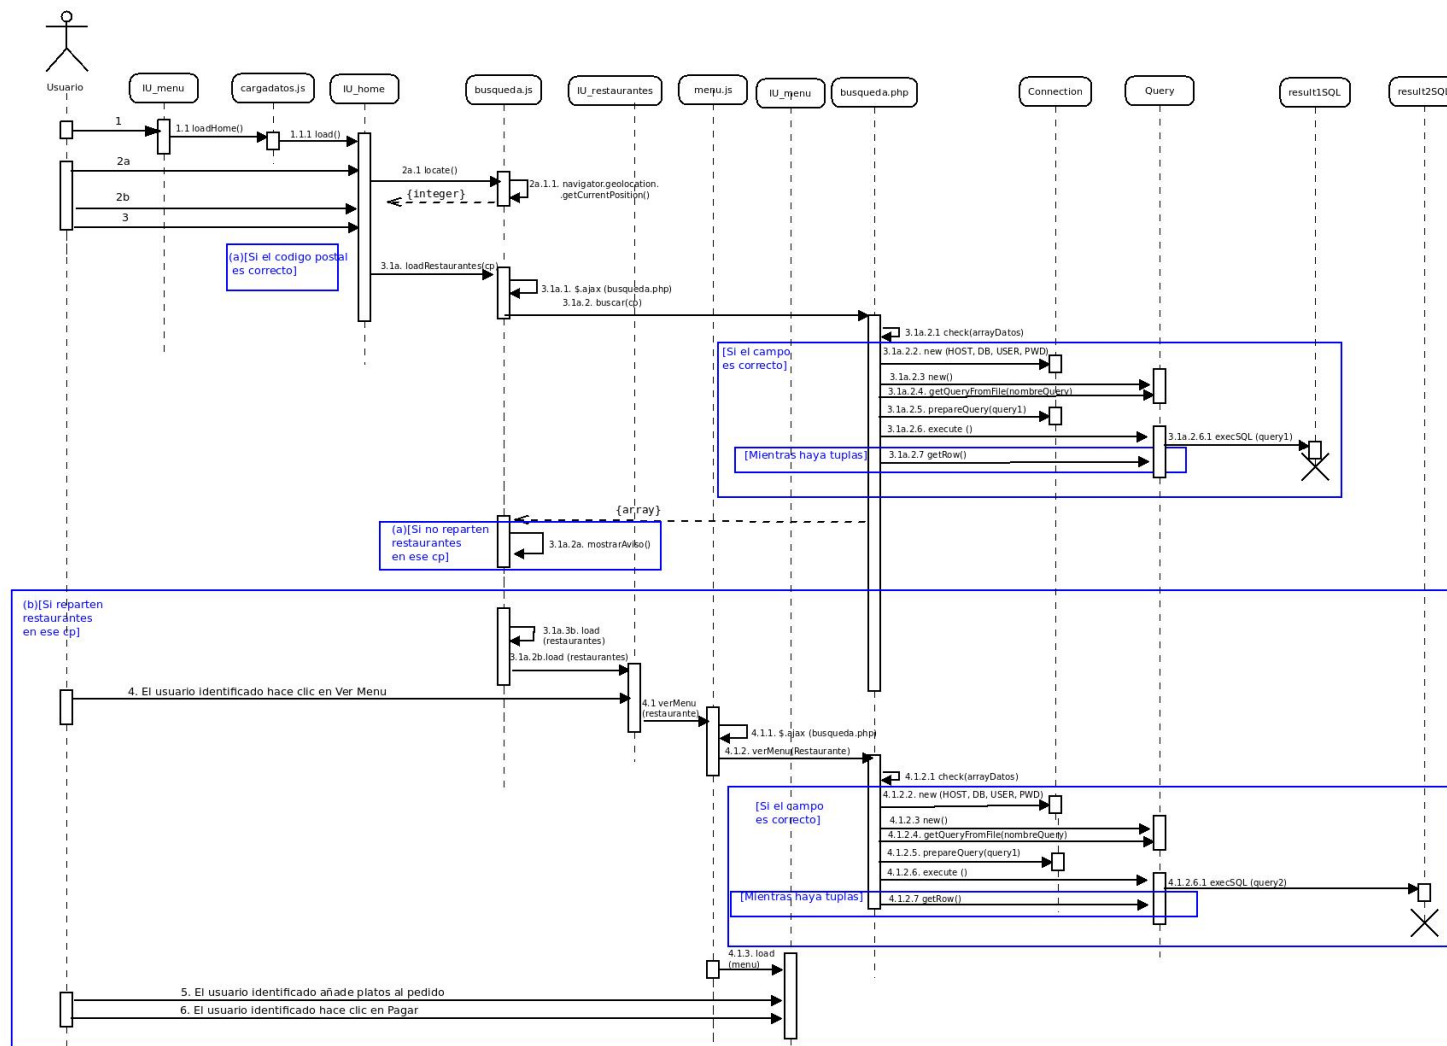 Usuario
IU_menu
cargadatos.js
IU_home
busqueda.js
IU_restaurantes
menu.js
IU_menu
busqueda.php
Connection
Query
result1SQL
result2SQL
1
1.1 loadHome()
1.1.1 load()
2a
2a.1 locate()
2a.1.1. navigator.geolocation.
.getCurrentPosition()
{integer}
2b
3
(a)[Si el codigo postal
es correcto]
3.1a. loadRestaurantes(cp)
3.1a.1. $.ajax (busqueda.php)
3.1a.2. buscar(cp)
3.1a.2.1 check(arrayDatos)
[Si el campo
es correcto]
3.1a.2.2. new (HOST, DB, USER, PWD)
3.1a.2.3 new()
3.1a.2.4. getQueryFromFile(nombreQuery)
3.1a.2.5. prepareQuery(query1)
3.1a.2.6. execute ()
3.1a.2.6.1 execSQL (query1)
[Mientras haya tuplas]
3.1a.2.7 getRow()
{array}
(a)[Si no reparten
restaurantes
en ese cp]
3.1a.2a. mostrarAviso()
(b)[Si reparten
restaurantes
en ese cp]
3.1a.3b. load
(restaurantes)
3.1a.2b.load (restaurantes)
4. El usuario identificado hace clic en Ver Menu
4.1 verMenu
(restaurante)
4.1.1. $.ajax (busqueda.php)
4.1.2. verMenu(Restaurante)
4.1.2.1 check(arrayDatos)
4.1.2.2. new (HOST, DB, USER, PWD)
[Si el campo
es correcto]
4.1.2.3 new()
4.1.2.4. getQueryFromFile(nombreQuery)
4.1.2.5. prepareQuery(query1)
4.1.2.6. execute ()
4.1.2.6.1 execSQL (query2)
[Mientras haya tuplas]
4.1.2.7 getRow()
4.1.3. load
(menu)
5. El usuario identificado añade platos al pedido
6. El usuario identificado hace clic en Pagar